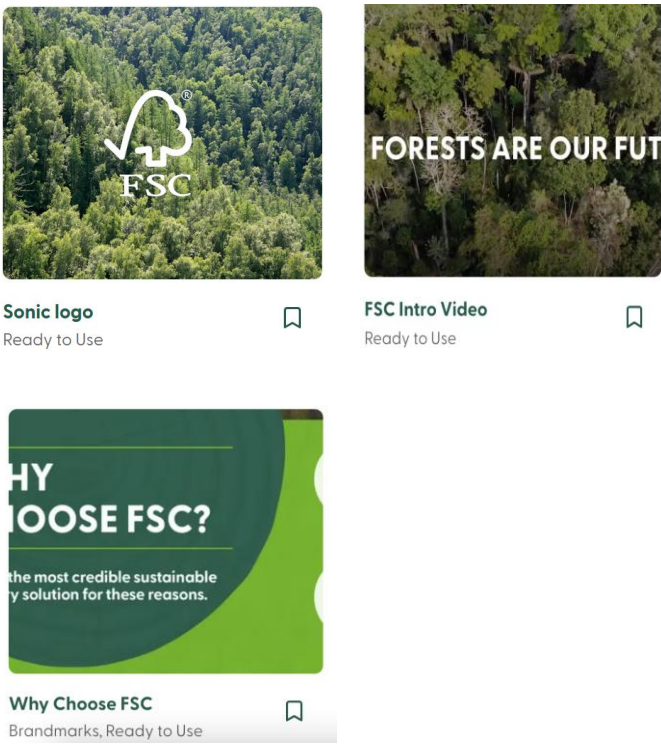 ®
FSC
FORESTS ARE OUR FUT
Sonic logo
Ready to Use
FSC Intro Video
Ready to Use
HY
OOSE FSC?
the most credible sustainable
y solution for these reasons.
Why Choose FSC
Brandmarks, Ready to Use